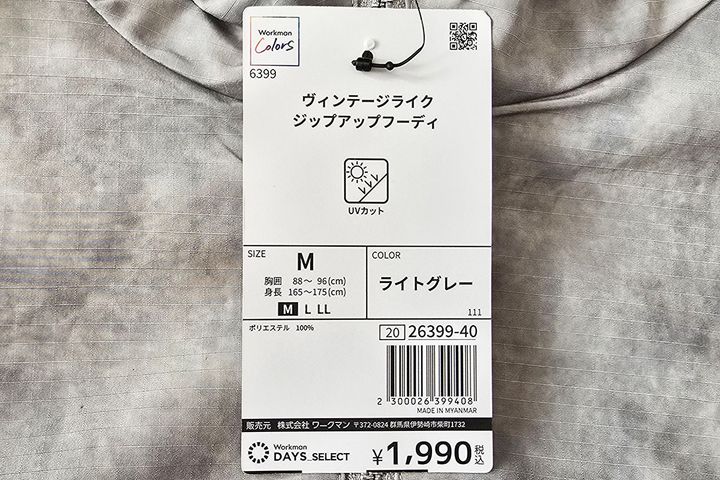 Workman
Colors
6399
ヴィンテージライク
ジップアップフーディ
UVカット
SIZE
M
胸囲 88～ 96(cm)
身長 165～175(cm)
M L LL
COLOR
ライトグレー
111
ポリエステル 100%
20 26399-40
2 300026 399408
MADE IN MYANMAR
販売元 株式会社 ワークマン 〒372-0824 群馬県伊勢崎市柴町1732
Workman
DAYS_SELECT
¥1,990税込